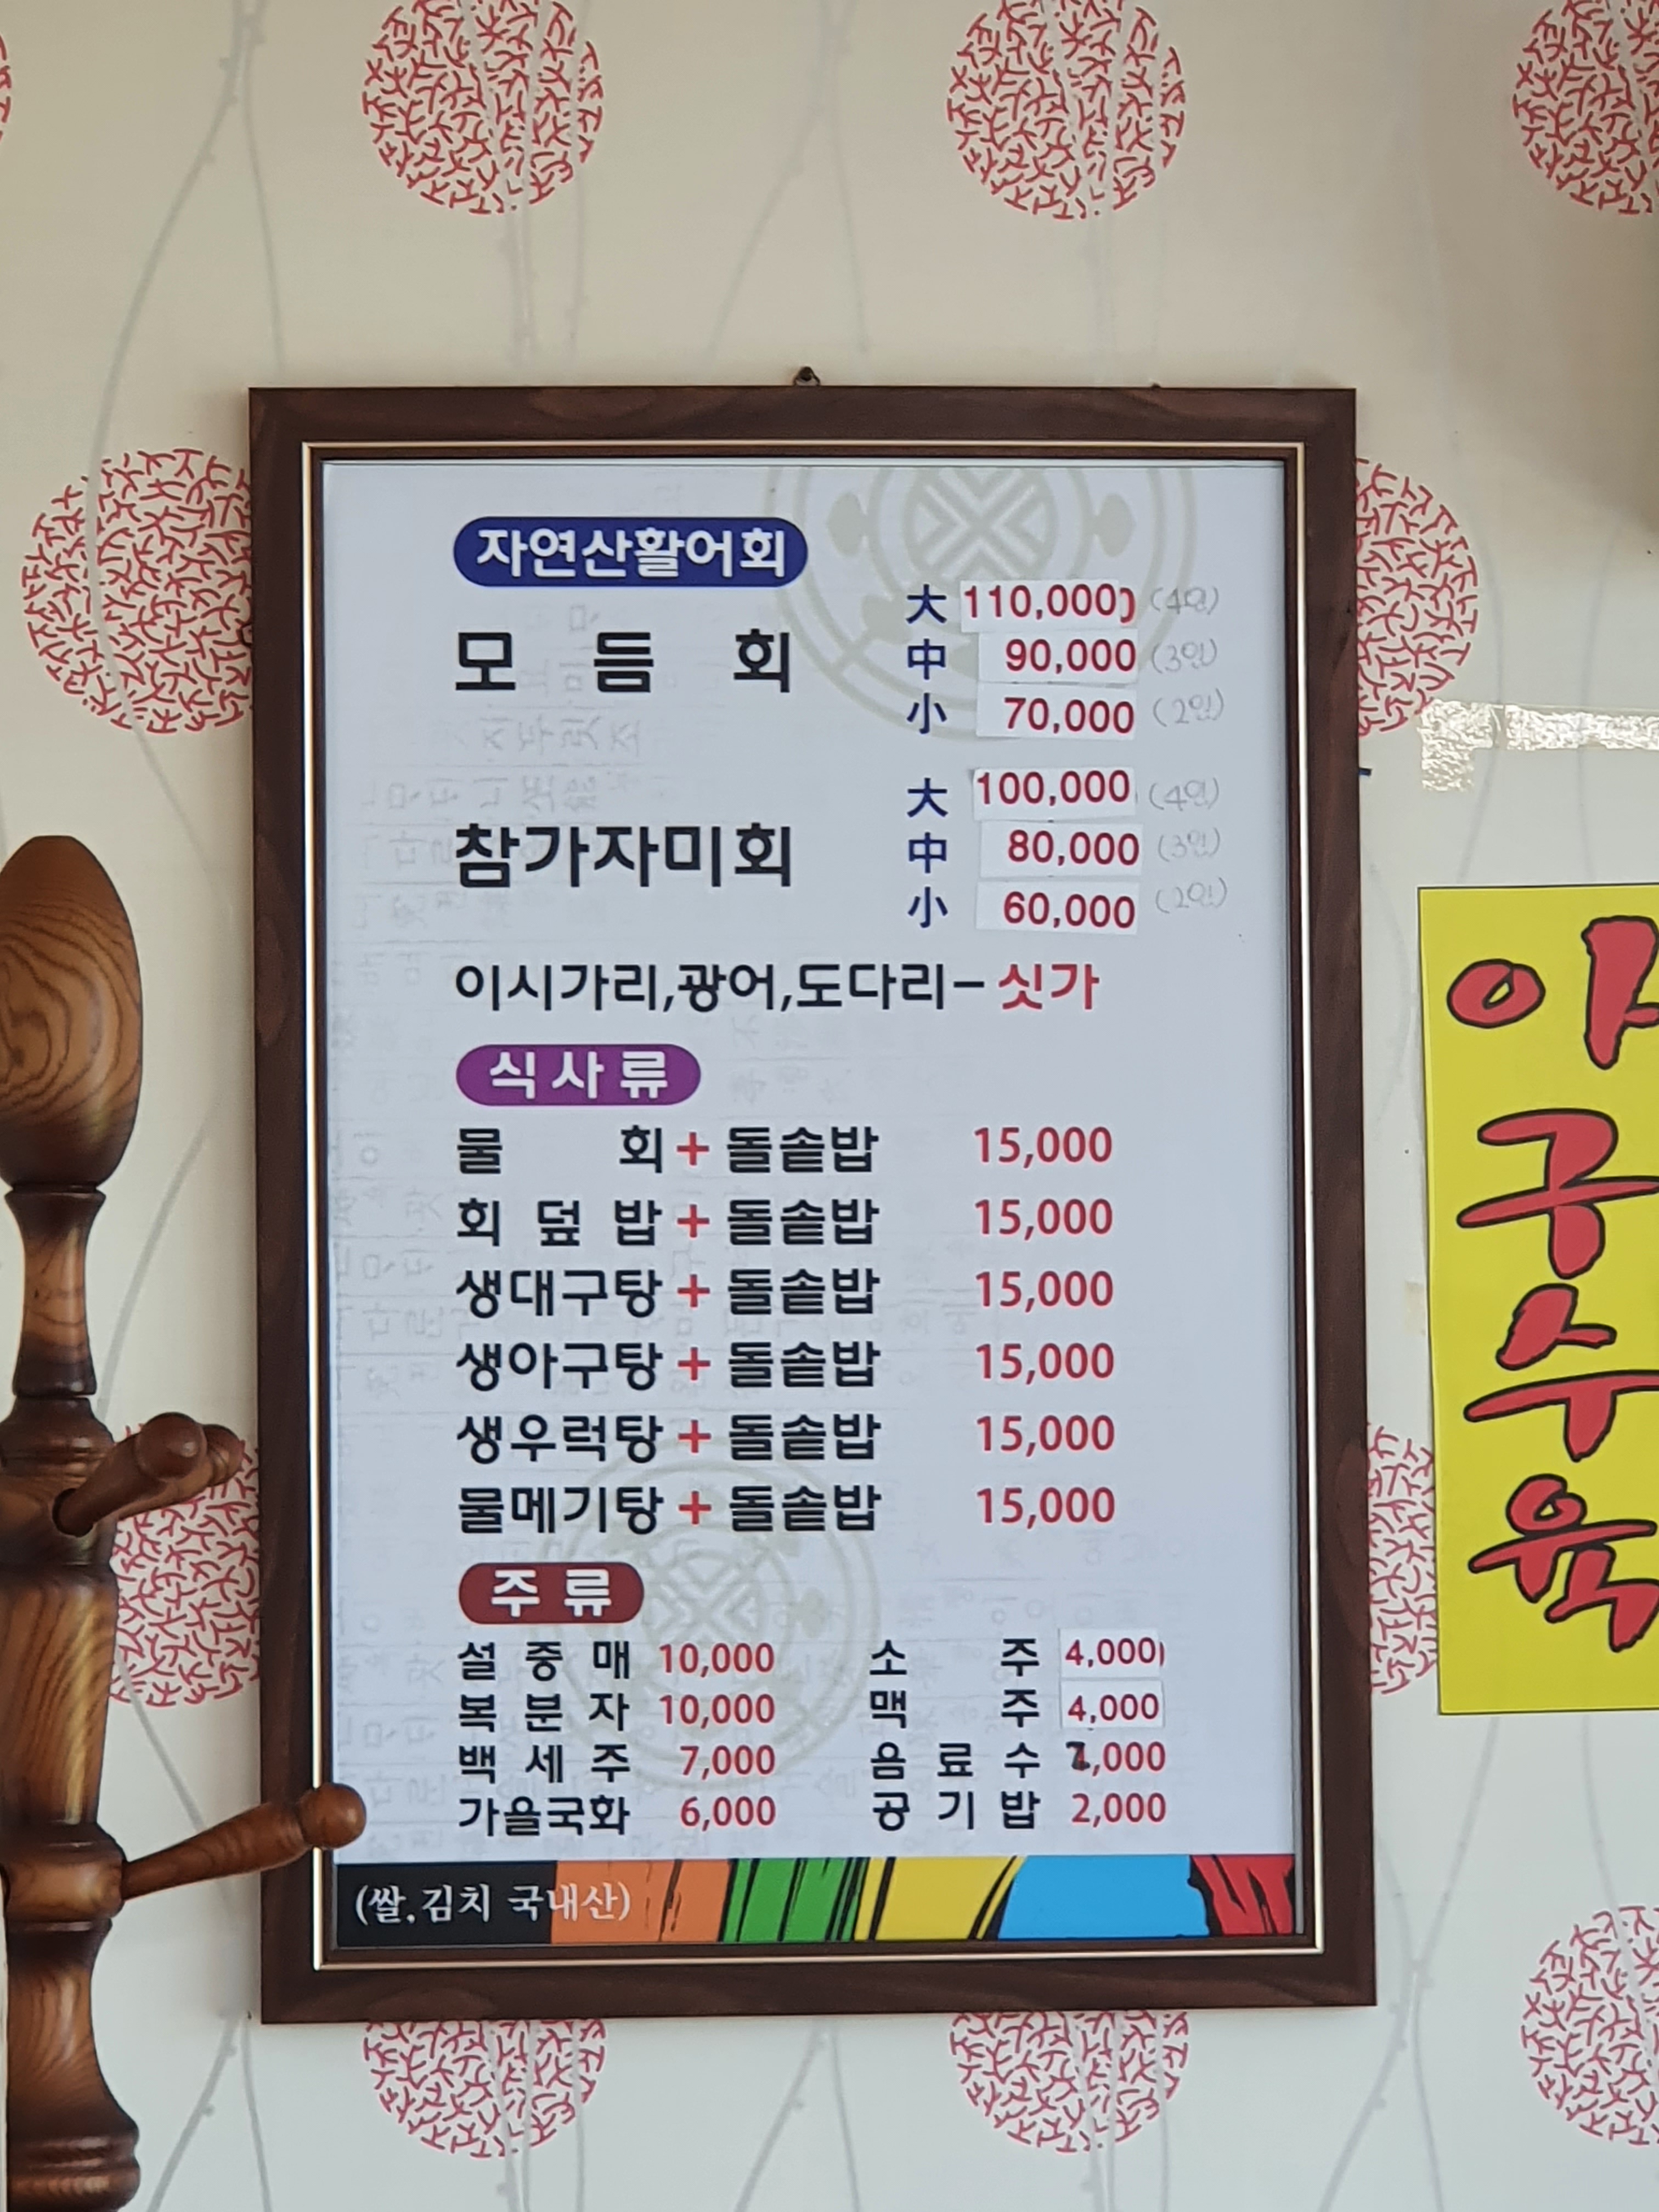 자연산활어회
모듬회
大 110,000 (4인)
中 90,000 (3인)
小 70,000 (2인)
참가자미회
大 100,000 (4인)
中 80,000 (3인)
小 60,000 (2인)
이시가리,광어,도다리-싯가
식사류
물회+돌솥밥 15,000
회덮밥+돌솥밥 15,000
생대구탕+돌솥밥 15,000
생아구탕+돌솥밥 15,000
생우럭탕+돌솥밥 15,000
물메기탕+돌솥밥 15,000
주류
설중매 10,000 소주 4,000
복분자 10,000 맥주 4,000
백세주 7,000 음료수 2,000
가을국화 6,000 공기밥 2,000
(쌀,김치 국내산)
아
구
수
육